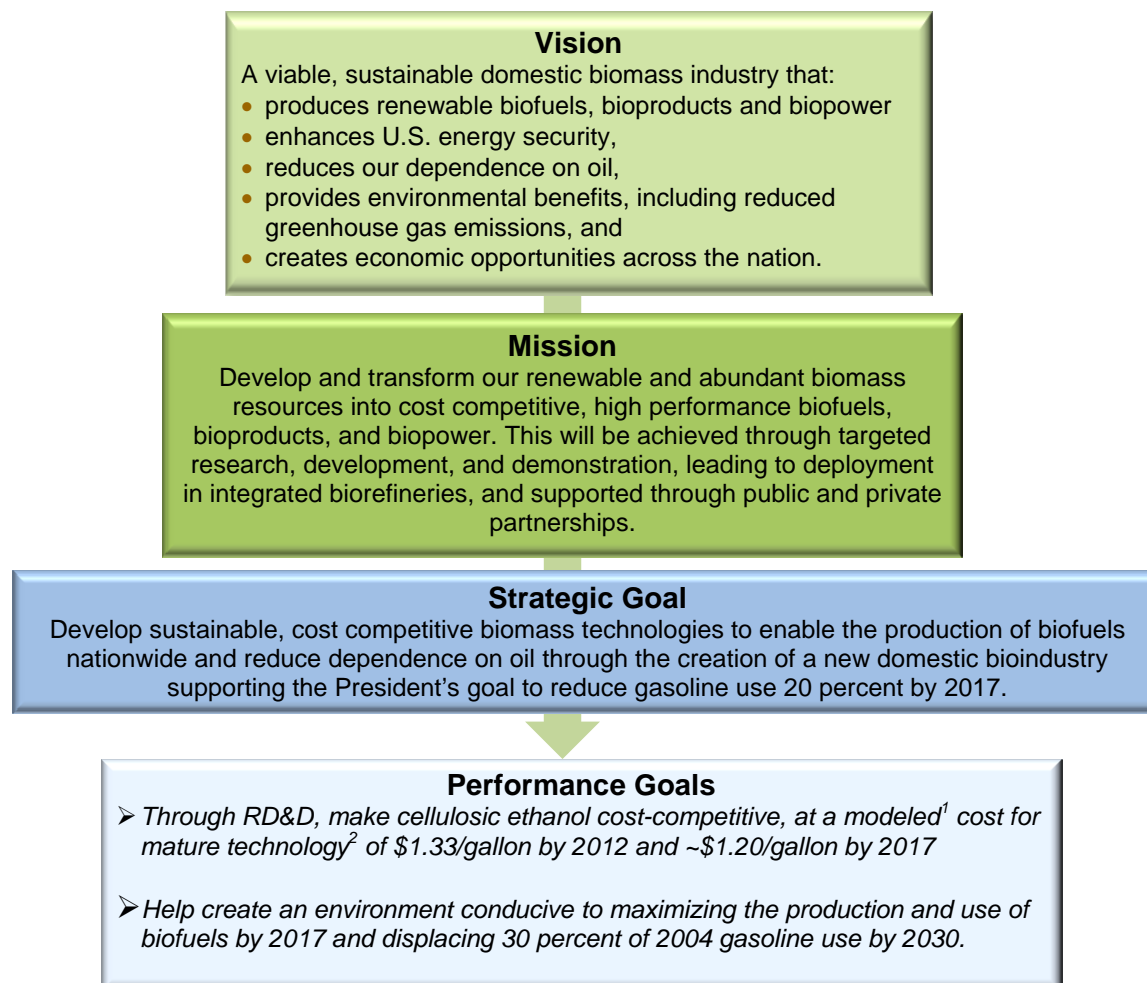 Vision
A viable, sustainable domestic biomass industry that:
• produces renewable biofuels, bioproducts and biopower
• enhances U.S. energy security,
• reduces our dependence on oil,
• provides environmental benefits, including reduced
greenhouse gas emissions, and
• creates economic opportunities across the nation.
Mission
Develop and transform our renewable and abundant biomass
resources into cost competitive, high performance biofuels,
bioproducts, and biopower. This will be achieved through targeted
research, development, and demonstration, leading to deployment
in integrated biorefineries, and supported through public and private
partnerships.
Strategic Goal
Develop sustainable, cost competitive biomass technologies to enable the production of biofuels
nationwide and reduce dependence on oil through the creation of a new domestic bioindustry
supporting the President’s goal to reduce gasoline use 20 percent by 2017.
Performance Goals
➢ Through RD&D, make cellulosic ethanol cost-competitive, at a modeled¹ cost for
mature technology² of $1.33/gallon by 2012 and ~$1.20/gallon by 2017
➢ Help create an environment conducive to maximizing the production and use of
biofuels by 2017 and displacing 30 percent of 2004 gasoline use by 2030.